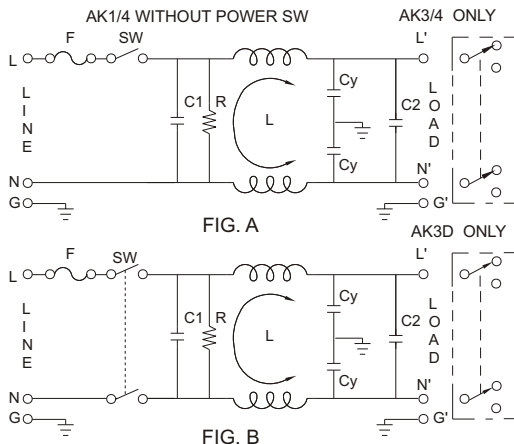 AK1/4 WITHOUT POWER SW
AK3/4 ONLY
F
SW
L'
L
L
I
N
E
C1
R
L
Cy
Cy
C2
L
O
A
D
N
N'
G
G'
FIG. A
AK3D ONLY
F
SW
L'
L
L
I
N
E
C1
R
L
Cy
Cy
C2
L
O
A
D
N
N'
G
G'
FIG. B